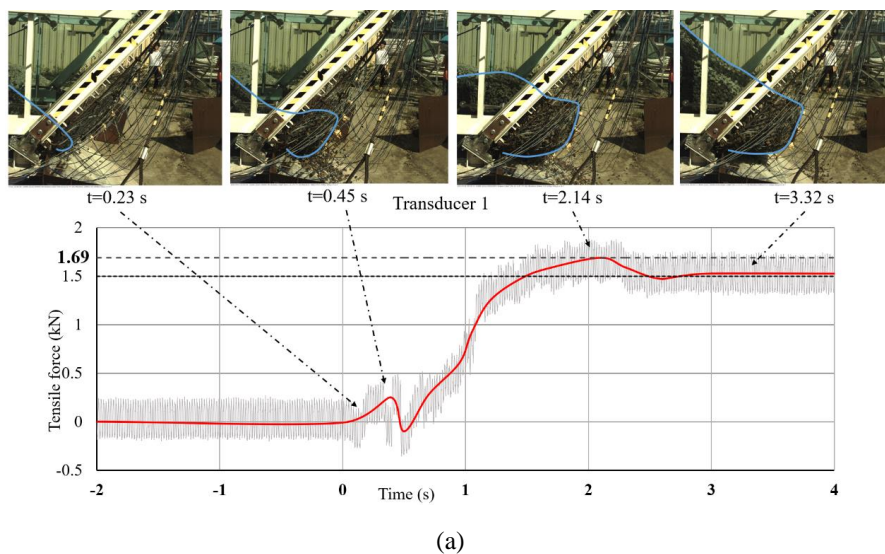 t=0.23 s
t=0.45 s
Transducer 1
t=2.14 s
t=3.32 s
2
1.69
1.5
1
0.5
0
-0.5
Tensile force (kN)
-2
-1
0
1
2
3
4
Time (s)
(a)